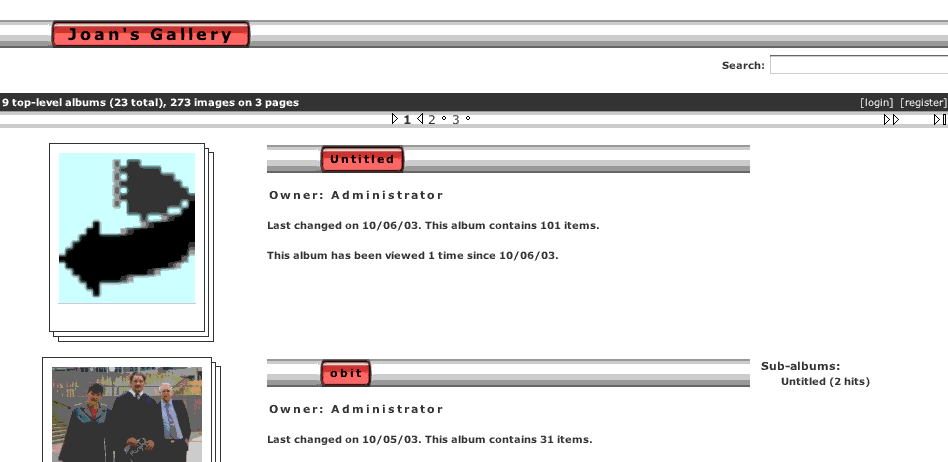 Joan's Gallery
Search:
9 top-level albums (23 total), 273 images on 3 pages
[login] [register]
1 2 3
Untitled
Owner: Administrator
Last changed on 10/06/03. This album contains 101 items.
This album has been viewed 1 time since 10/06/03.
obit
Sub-albums:
Untitled (2 hits)
Owner: Administrator
Last changed on 10/05/03. This album contains 31 items.